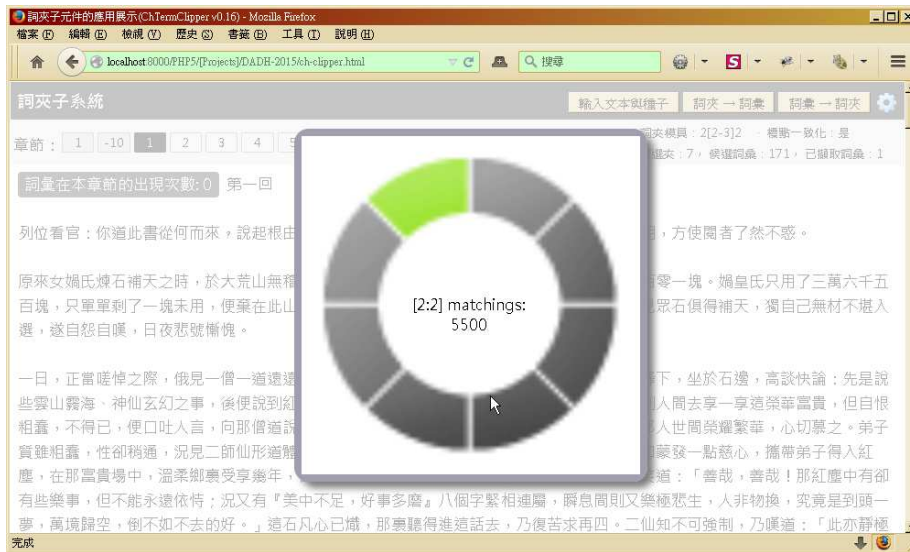 詞夾子元件的應用展示(ChTermClipper v0.16) - Mozilla Firefox
檔案(F) 編輯(E) 檢視(V) 歷史(S) 書籤(B) 工具(T) 說明(H)
localhost:8000/PHP5/[Projects]/DADH-2015/ch-clipper.html
搜尋
詞夾子系統
輸入文本與種子
詞夾→詞彙
詞彙→詞夾
章節：
1 -10 1 2 3 4
夾模具：2[2-3]2
標點一致化：是
選夾：7，候選詞彙：171，已擷取詞彙：1
詞彙在本章節的出現次數:0
第一回
列位看官：你道此書從何而來，說起根由
，方使閱者了然不惑。
原來女媧氏煉石補天之時，於大荒山無稽
零一塊。媧皇氏只用了三萬六千五
百塊，只單單剩了一塊未用，便棄在此山
眾石俱得補天，獨自己無材不堪入
選，遂自怨自嘆，日夜悲號慚愧。
一日，正當嗟悼之際，俄見一僧一道遠遠
下，坐於石邊，高談快論：先是說
些雲山霧海、神仙玄幻之事，後便說到紅
人間去享一享這榮華富貴，但自恨
粗蠢，不得已，便口吐人言，向那僧道說
人世間榮耀繁華，心切慕之。弟子
質雖粗蠢，性卻稍通，況見二師仙形道體
蒙發一點慈心，攜帶弟子得入紅
塵，在那富貴場中，溫柔鄉裏受享幾年，
道：「善哉，善哉！那紅塵中有卻
有些樂事，但不能永遠依恃；況又有『美中不足，好事多磨』八個字緊相連屬，瞬息間則又樂極悲生，人非物換，究竟是到頭一
夢，萬境歸空，倒不如不去的好。」這石凡心已熾，那裏聽得進這話去，乃復苦求再四。二仙知不可強制，乃嘆道：「此亦靜極
[2:2] matchings:
5500
完成